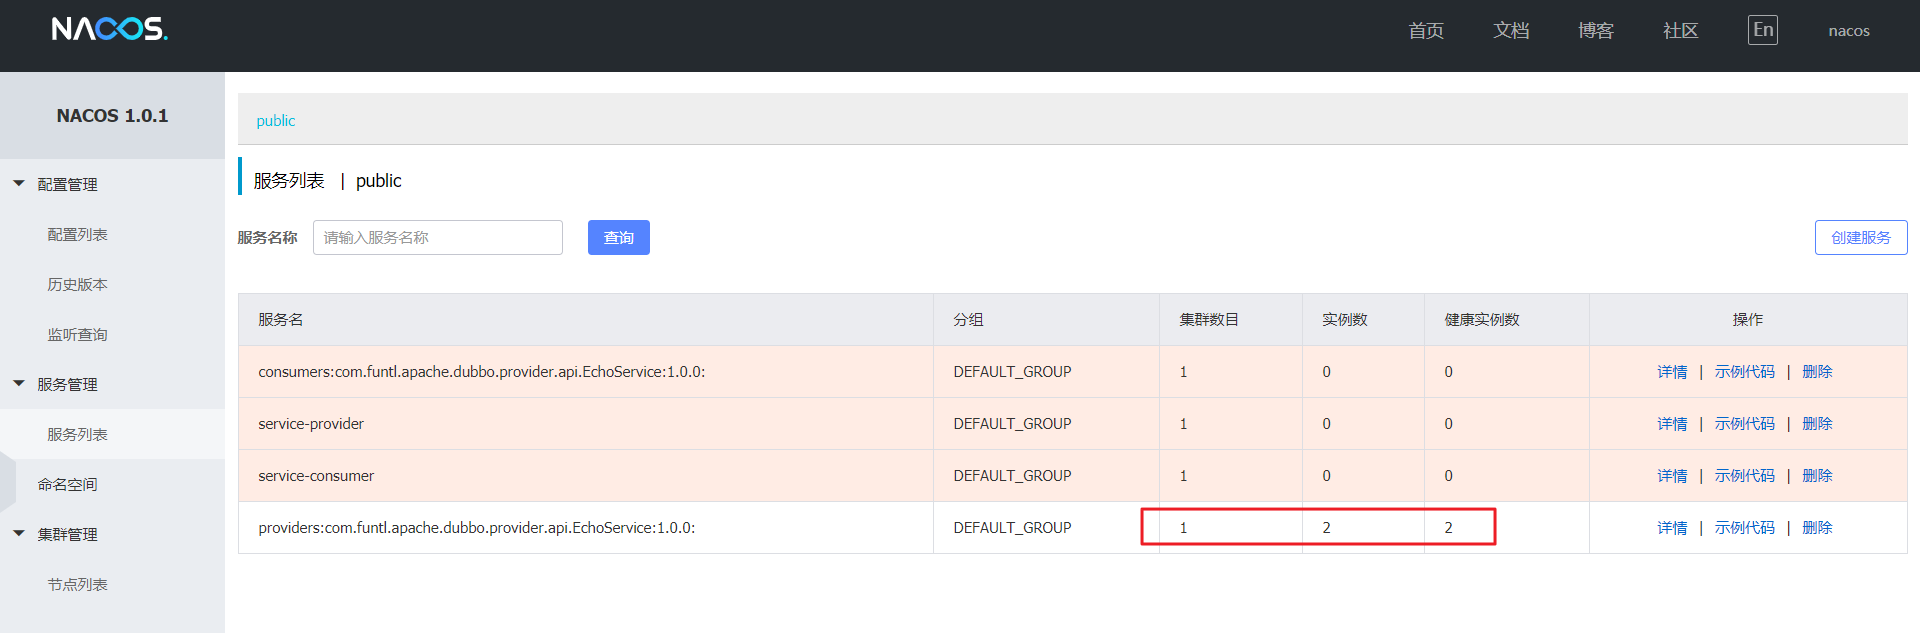 NACOS.
首页 文档 博客 社区 En nacos
NACOS 1.0.1
配置管理
配置列表
历史版本
监听查询
服务管理
服务列表
命名空间
集群管理
节点列表
public
服务列表 | public
服务名称 请输入服务名称 查询 创建服务
服务名 分组 集群数目 实例数 健康实例数 操作
consumers:com.funtl.apache.dubbo.provider.api.EchoService:1.0.0: DEFAULT_GROUP 1 0 0 详情 | 示例代码 | 删除
service-provider DEFAULT_GROUP 1 0 0 详情 | 示例代码 | 删除
service-consumer DEFAULT_GROUP 1 0 0 详情 | 示例代码 | 删除
providers:com.funtl.apache.dubbo.provider.api.EchoService:1.0.0: DEFAULT_GROUP 1 2 2 详情 | 示例代码 | 删除